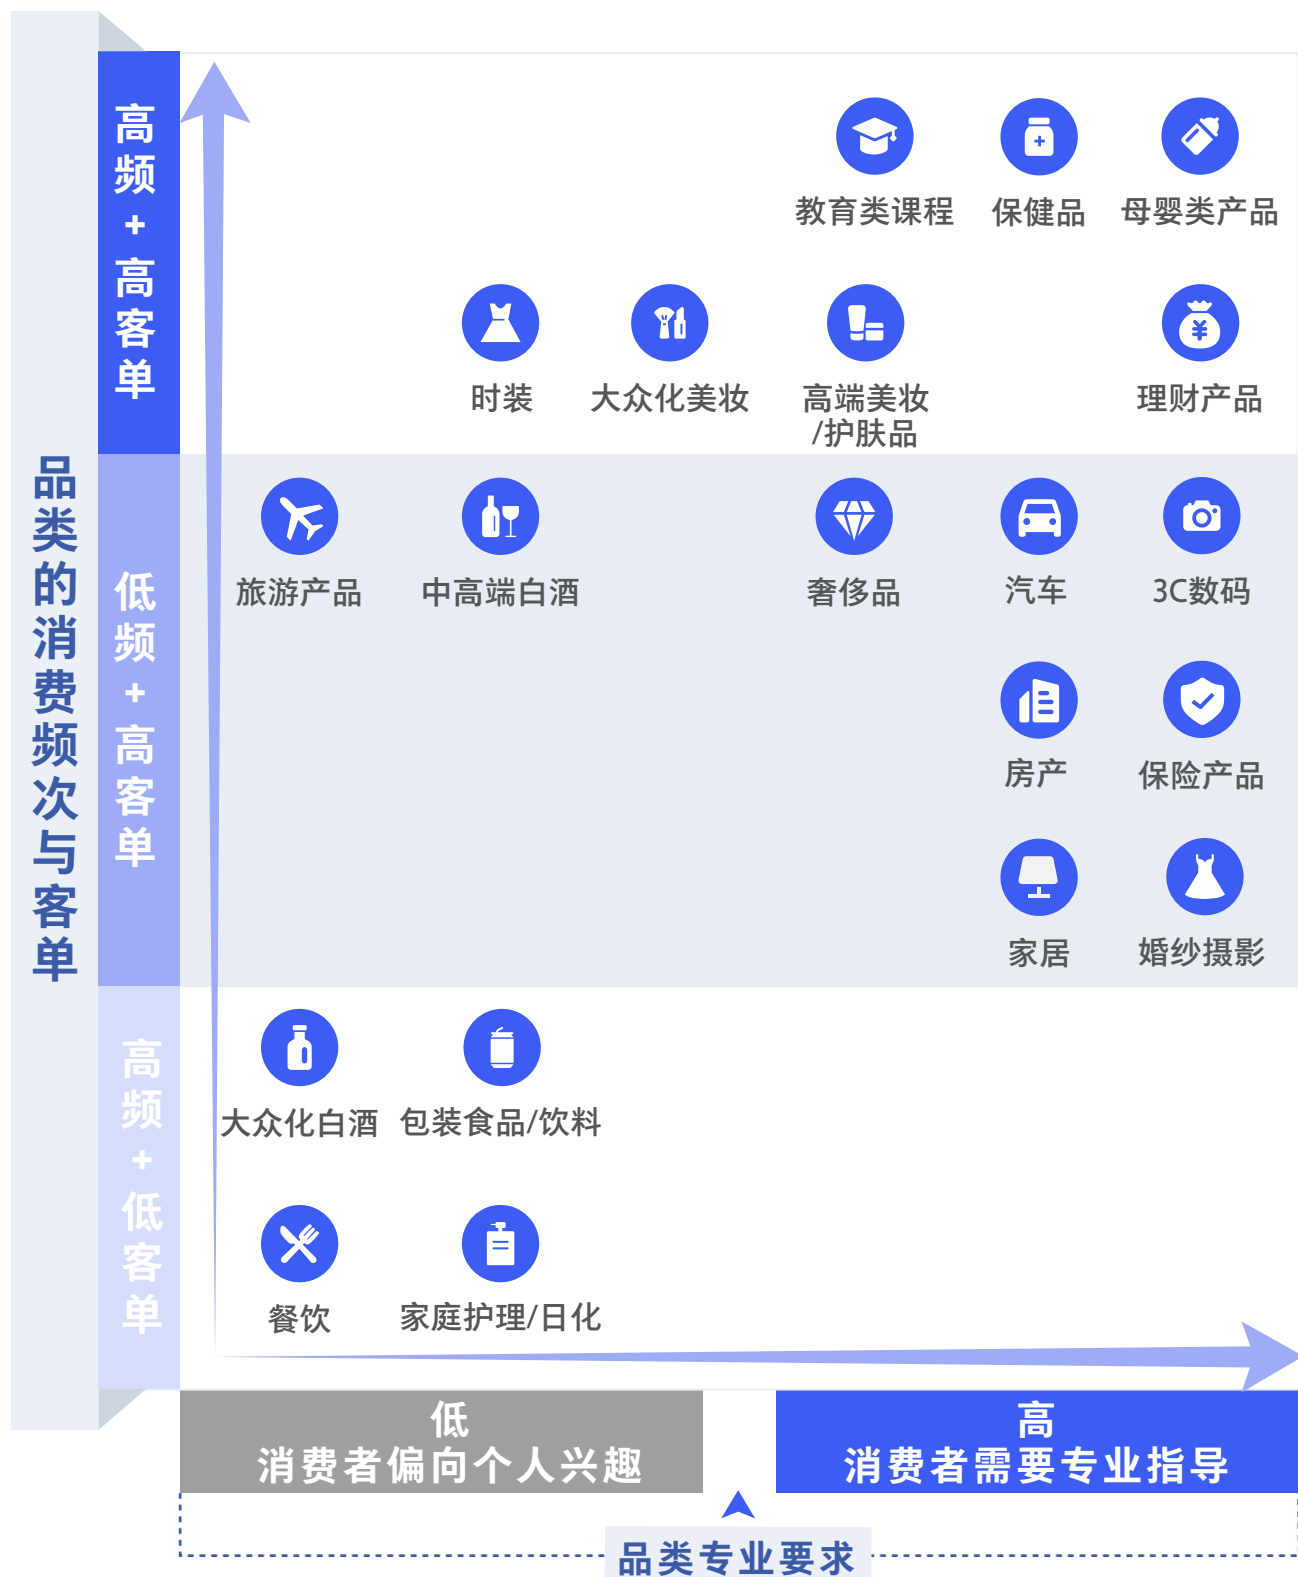 品类的消费频次与客单
高频+高客单
教育类课程
保健品
母婴类产品
时装
大众化美妆
高端美妆
/护肤品
理财产品
低频+高客单
旅游产品
中高端白酒
奢侈品
汽车
3C数码
房产
保险产品
家居
婚纱摄影
高频+低客单
大众化白酒
包装食品/饮料
餐饮
家庭护理/日化
低
消费者偏向个人兴趣
高
消费者需要专业指导
品类专业要求